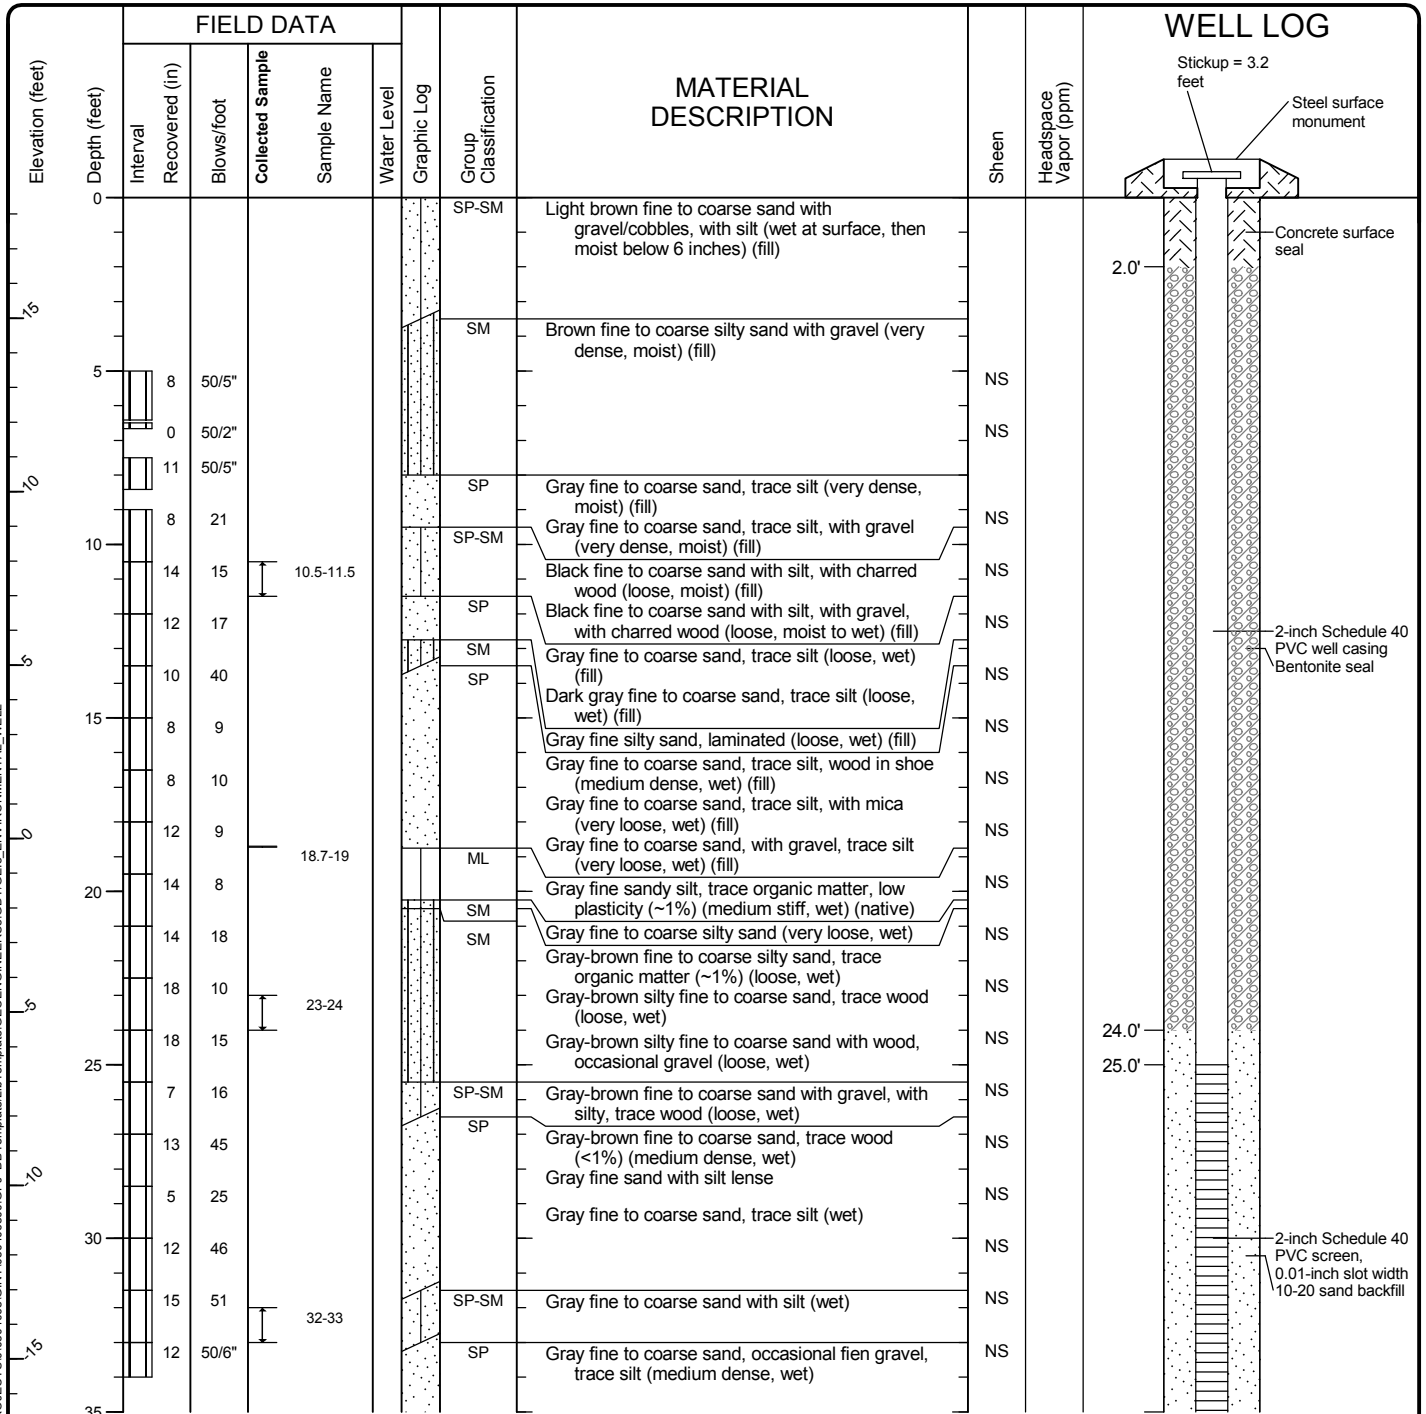 FIELD DATA
WELL LOG
Elevation (feet)
Depth (feet)
Interval
Recovered (in)
Blows/foot
Collected Sample
Sample Name
Water Level
Graphic Log
Group
Classification
MATERIAL
DESCRIPTION
Sheen
Headspace
Vapor (ppm)
Stickup = 3.2
feet
Steel surface
monument
0
SP-SM
Light brown fine to coarse sand with
gravel/cobbles, with silt (wet at surface, then
moist below 6 inches) (fill)
Concrete surface
seal
2.0'
15
SM
Brown fine to coarse silty sand with gravel (very
dense, moist) (fill)
5
8 50/5" NS
0 50/2" NS
11 50/5"
10
SP
Gray fine to coarse sand, trace silt (very dense,
moist) (fill)
8 21 NS
SP-SM
Gray fine to coarse sand, trace silt, with gravel
(very dense, moist) (fill)
10
14 15 10.5-11.5 NS
Black fine to coarse sand with silt, with charred
wood (loose, moist) (fill)
SP
Black fine to coarse sand with silt, with gravel,
with charred wood (loose, moist to wet) (fill)
12 17 NS
2-inch Schedule 40
PVC well casing
Bentonite seal
SM
Gray fine to coarse sand, trace silt (loose, wet)
(fill)
5
10 40 NS
SP
Dark gray fine to coarse sand, trace silt (loose,
wet) (fill)
15
8 9 NS
Gray fine silty sand, laminated (loose, wet) (fill)
Gray fine to coarse sand, trace silt, wood in shoe
(medium dense, wet) (fill)
8 10 NS
Gray fine to coarse sand, trace silt, with mica
(very loose, wet) (fill)
0
12 9 NS
Gray fine to coarse sand, with gravel, trace silt
(very loose, wet) (fill)
18.7-19
ML
14 8 NS
20
Gray fine sandy silt, trace organic matter, low
plasticity (~1%) (medium stiff, wet) (native)
SM
14 18 NS
Gray fine to coarse silty sand (very loose, wet)
SM
Gray-brown fine to coarse silty sand, trace
organic matter (~1%) (loose, wet)
18 10 NS
-5
23-24
Gray-brown silty fine to coarse sand, trace wood
(loose, wet)
24.0'
18 15 NS
Gray-brown silty fine to coarse sand with wood,
occasional gravel (loose, wet)
25
25.0'
7 16 NS
SP-SM
Gray-brown fine to coarse sand with gravel, with
silty, trace wood (loose, wet)
SP
13 45 NS
Gray-brown fine to coarse sand, trace wood
(<1%) (medium dense, wet)
Gray fine sand with silt lense
-10
5 25 NS
Gray fine to coarse sand, trace silt (wet)
30
12 46 NS
2-inch Schedule 40
PVC screen,
0.01-inch slot width
10-20 sand backfill
15 51 NS
SP-SM
Gray fine to coarse sand with silt (wet)
32-33
-15
12 50/6" NS
SP
Gray fine to coarse sand, occasional fien gravel,
trace silt (medium dense, wet)
35